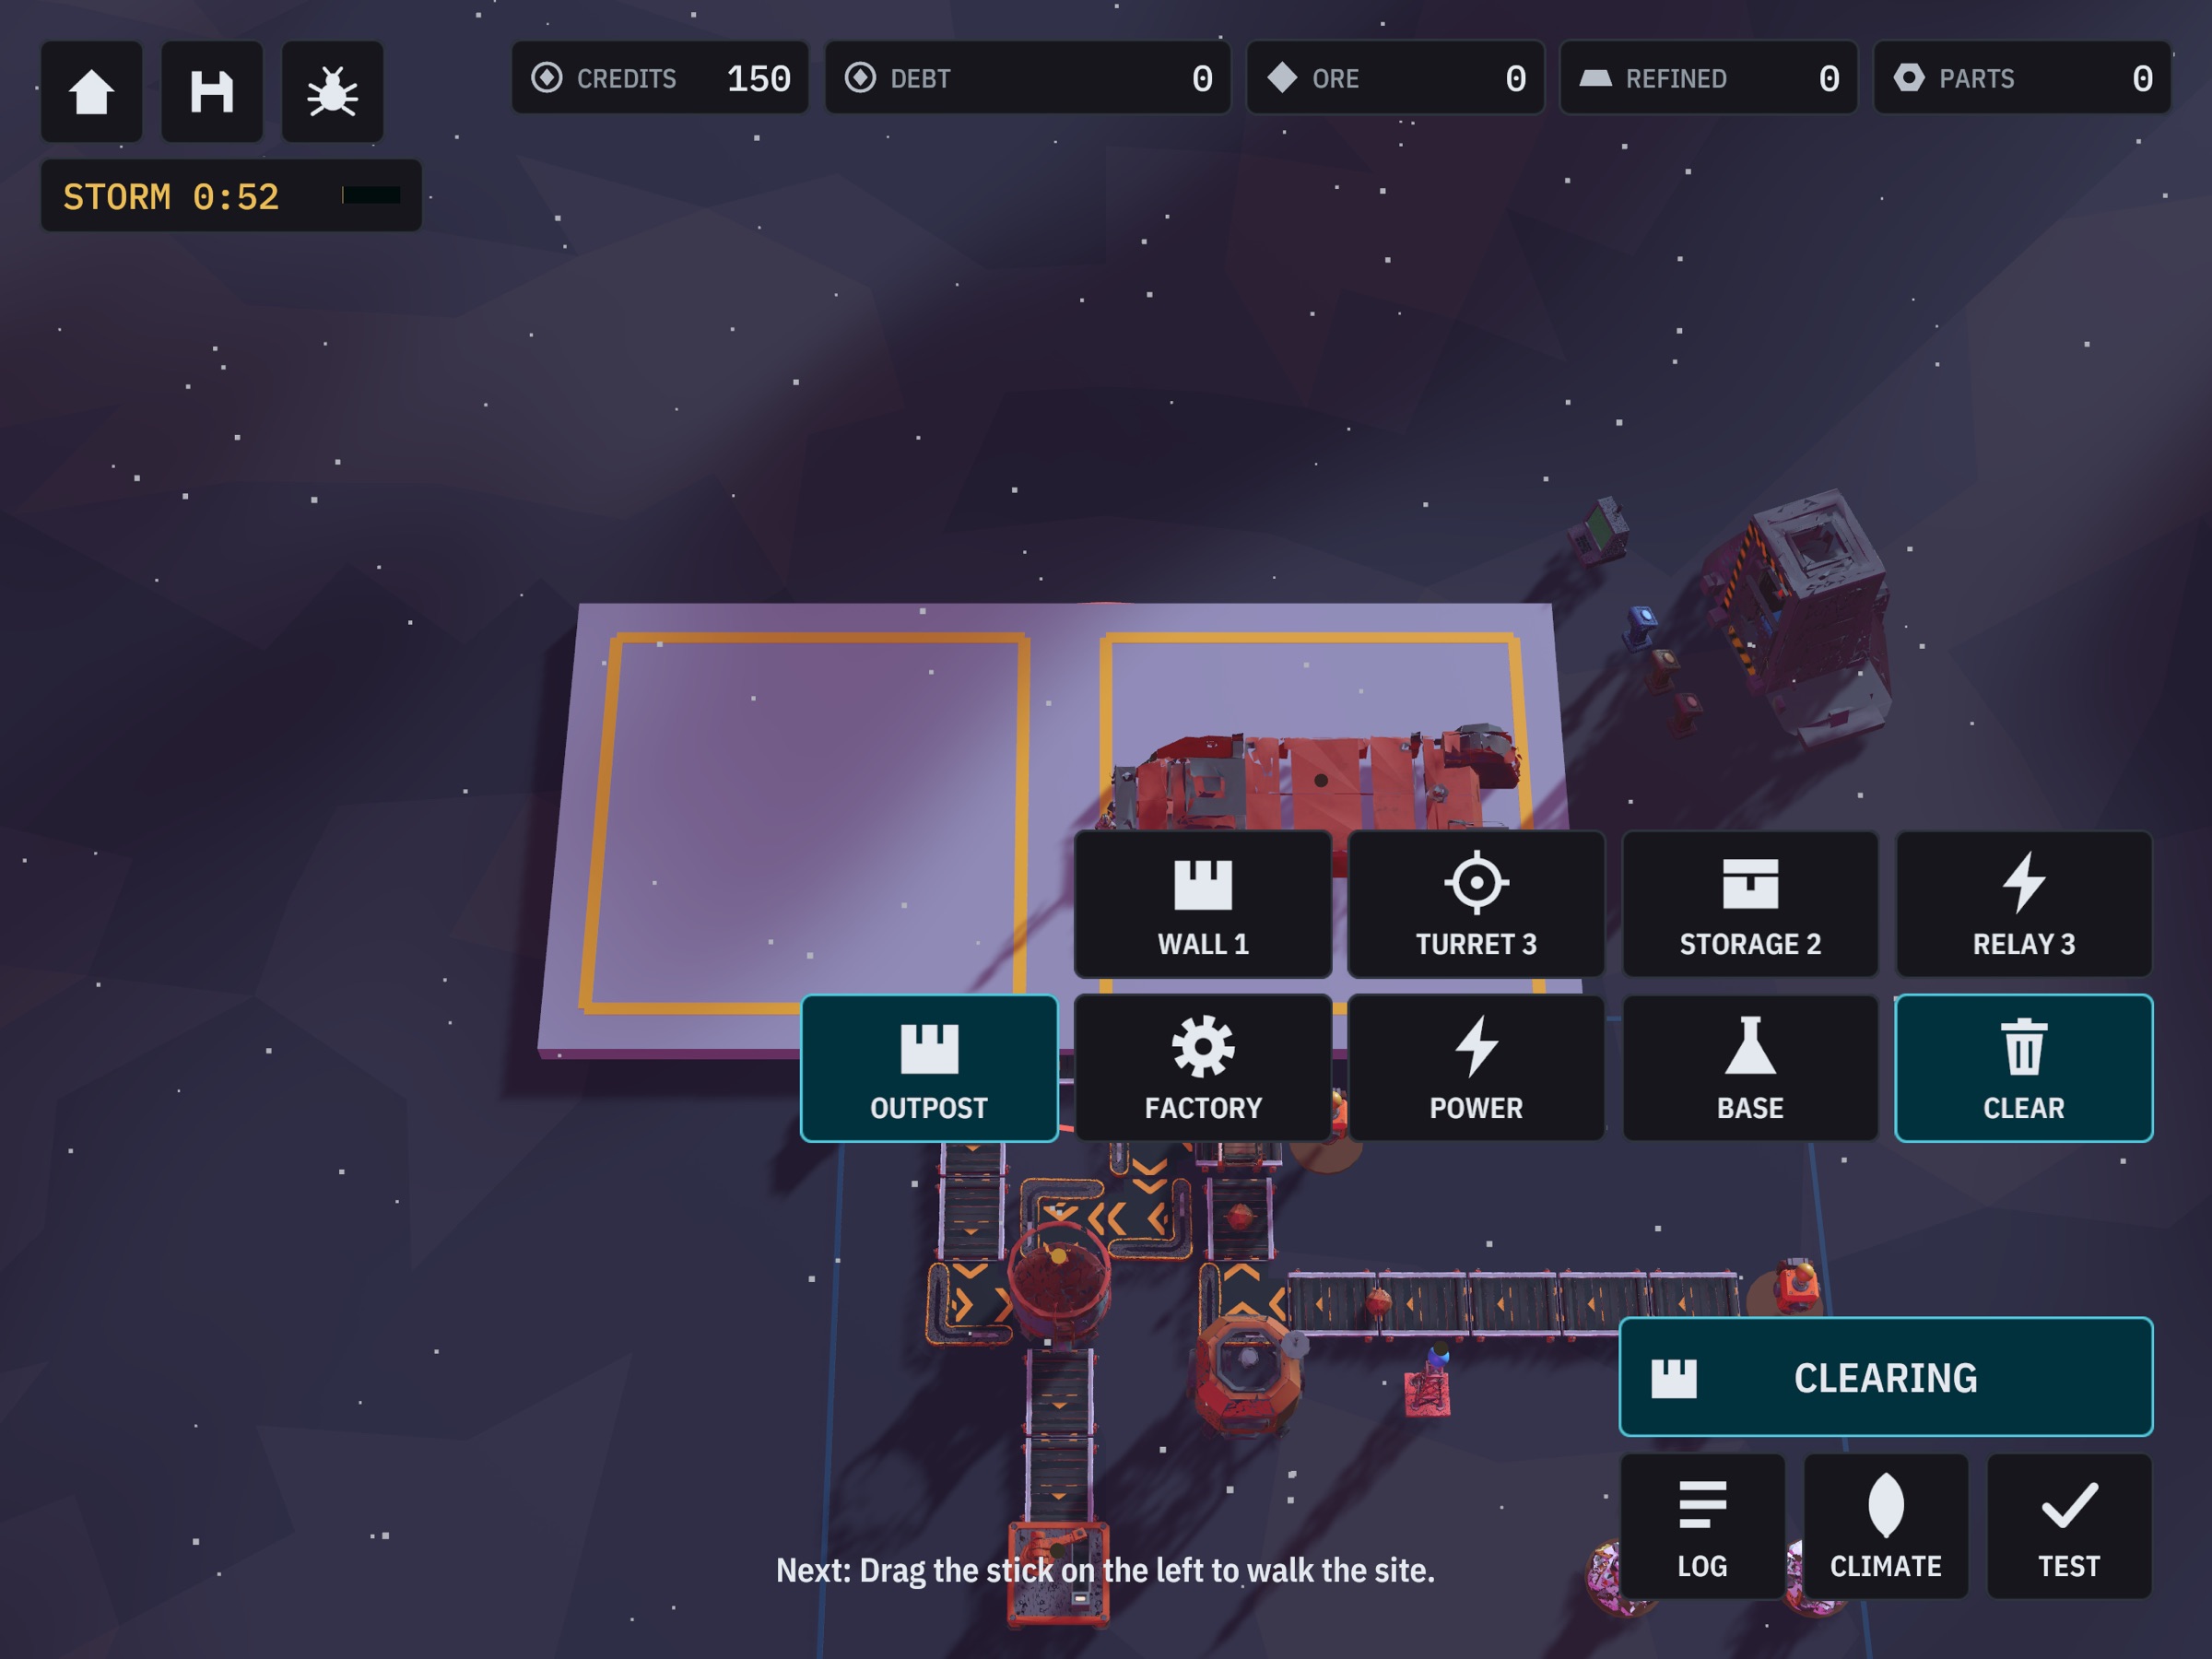 CREDITS 150
DEBT 0
ORE 0
REFINED 0
PARTS 0
STORM 0:52
WALL 1
TURRET 3
STORAGE 2
RELAY 3
OUTPOST
FACTORY
POWER
BASE
CLEAR
CLEARING
Next: Drag the stick on the left to walk the site.
LOG
CLIMATE
TEST